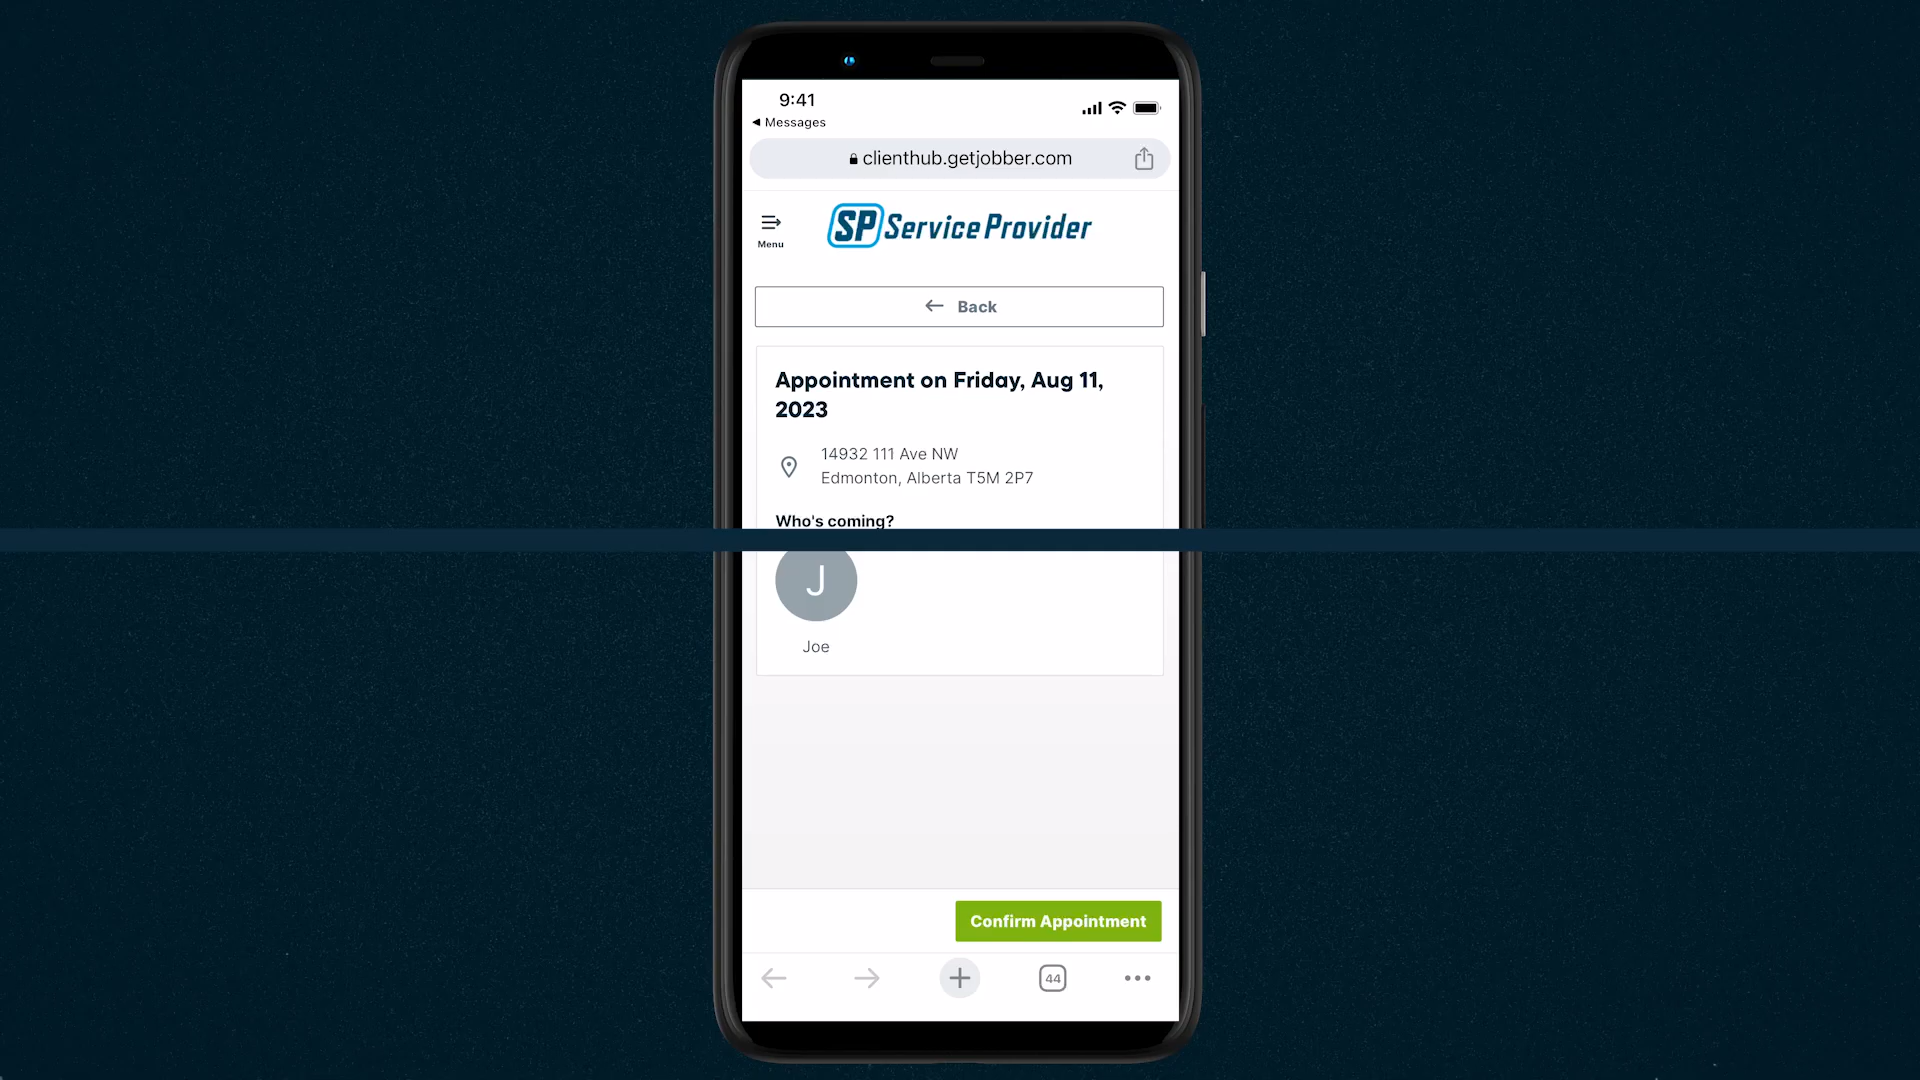 9:41
Messages
clienthub.getjobber.com
Menu
SP Service Provider
Back
Appointment on Friday, Aug 11,
2023
14932 111 Ave NW
Edmonton, Alberta T5M 2P7
Who's coming?
J
Joe
Confirm Appointment
44